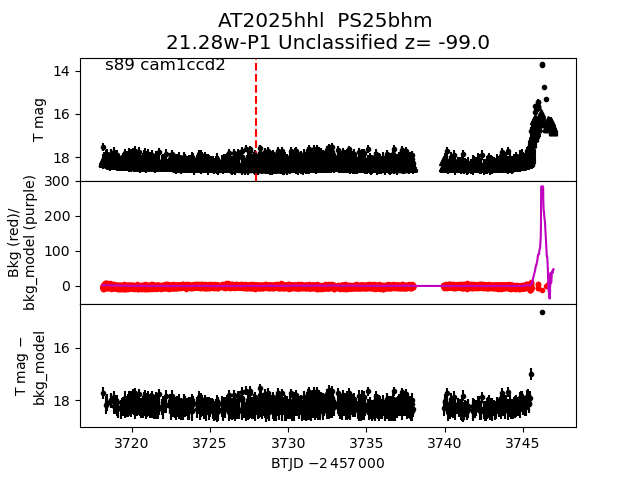 AT2025hhl  PS25bhm
21.28w-P1 Unclassified z= -99.0
s89 cam1ccd2
T mag
14
16
18
Bkg (red)/
bkg_model (purple)
300
200
100
0
T mag −
bkg_model
16
18
3720
3725
3730
3735
3740
3745
BTJD −2 457 000